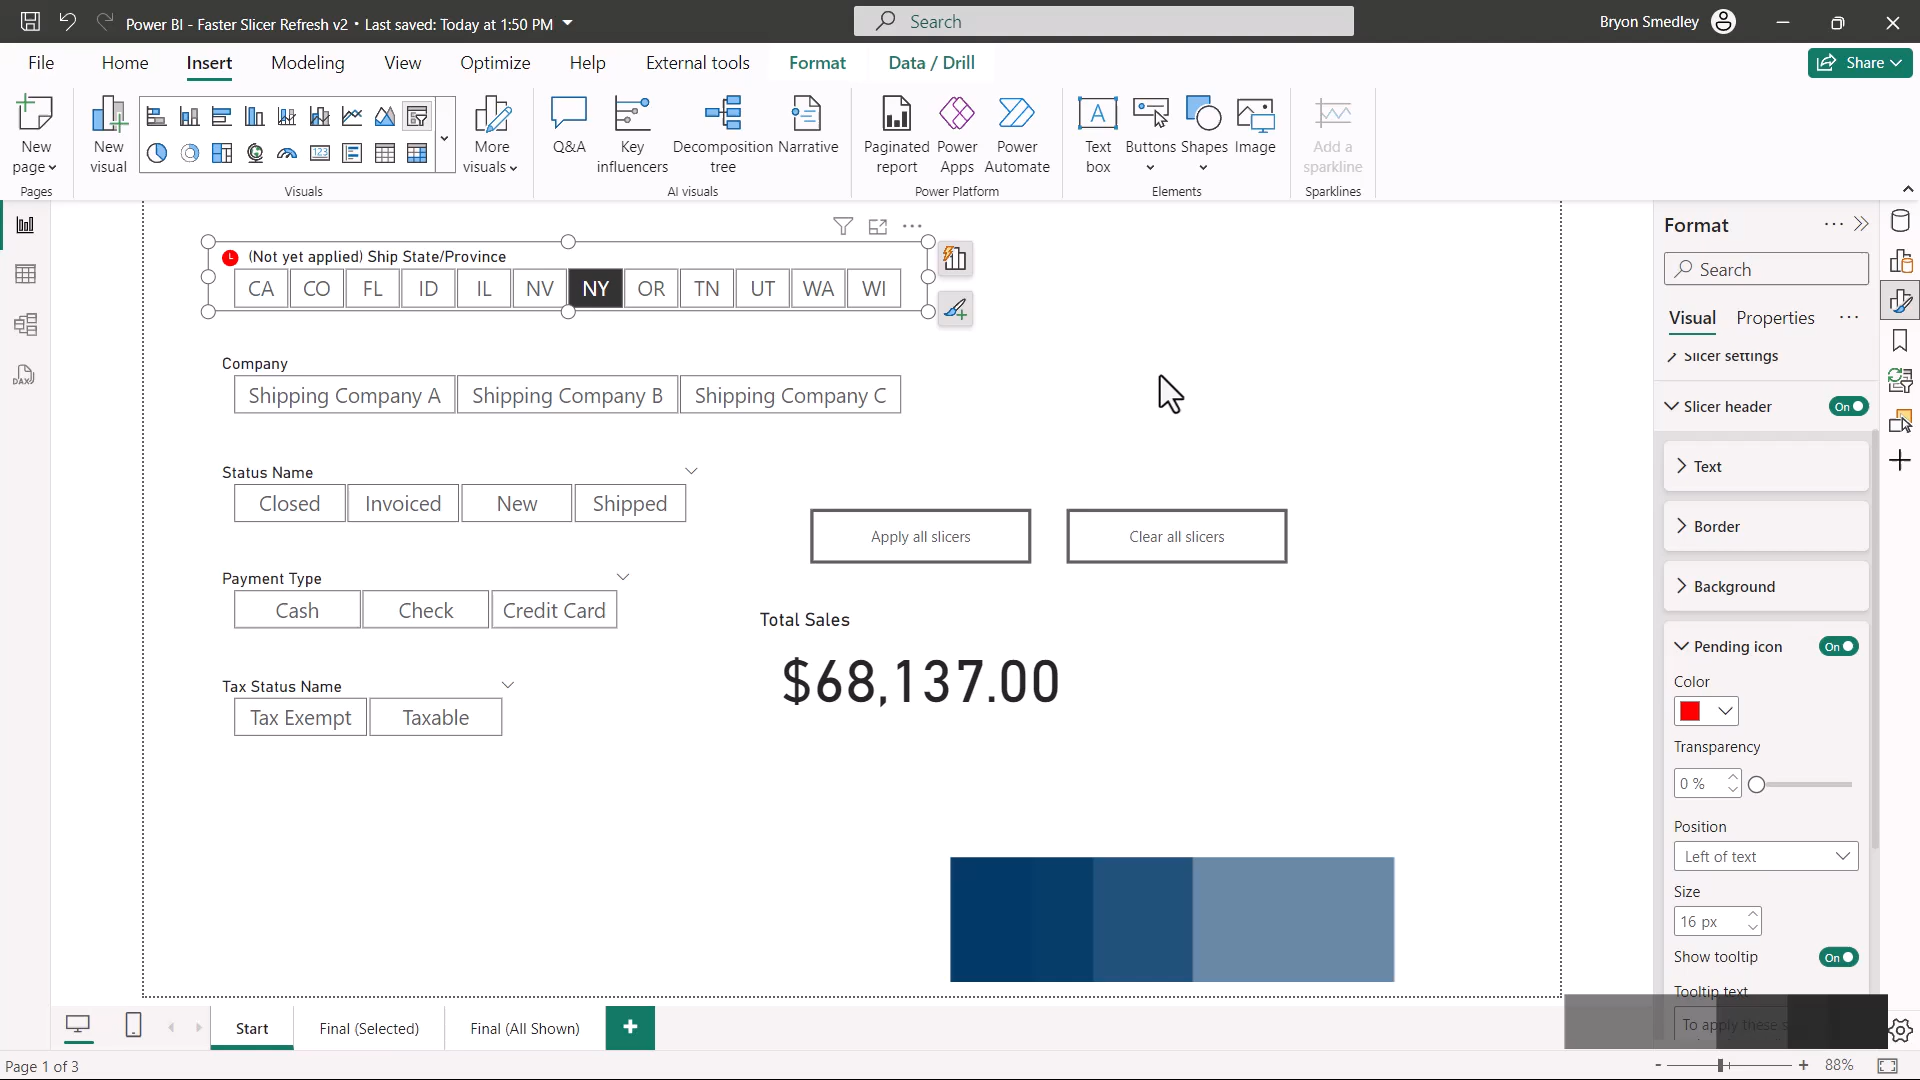 Power BI - Faster Slicer Refresh v2 • Last saved: Today at 1:50 PM
Search
Bryon Smedley
File Home Insert Modeling View Optimize Help External tools Format Data / Drill
Share
New page
New visual
More visuals
Q&A
Key influencers
Decomposition tree
Narrative
Paginated report
Power Apps
Power Automate
Text box
Buttons
Shapes
Image
Add a sparkline
Pages
Visuals
AI visuals
Power Platform
Elements
Sparklines
DAX
(Not yet applied) Ship State/Province
CA CO FL ID IL NV NY OR TN UT WA WI
Company
Shipping Company A Shipping Company B Shipping Company C
Status Name
Closed Invoiced New Shipped
Apply all slicers Clear all slicers
Payment Type
Cash Check Credit Card
Total Sales
$68,137.00
Tax Status Name
Tax Exempt Taxable
Format
Search
Visual Properties
Slicer settings
Slicer header On
Text
Border
Background
Pending icon On
Color
Transparency
0 %
Position
Left of text
Size
16 px
Show tooltip On
Tooltip text
To apply these s
Start Final (Selected) Final (All Shown)
Page 1 of 3
88%